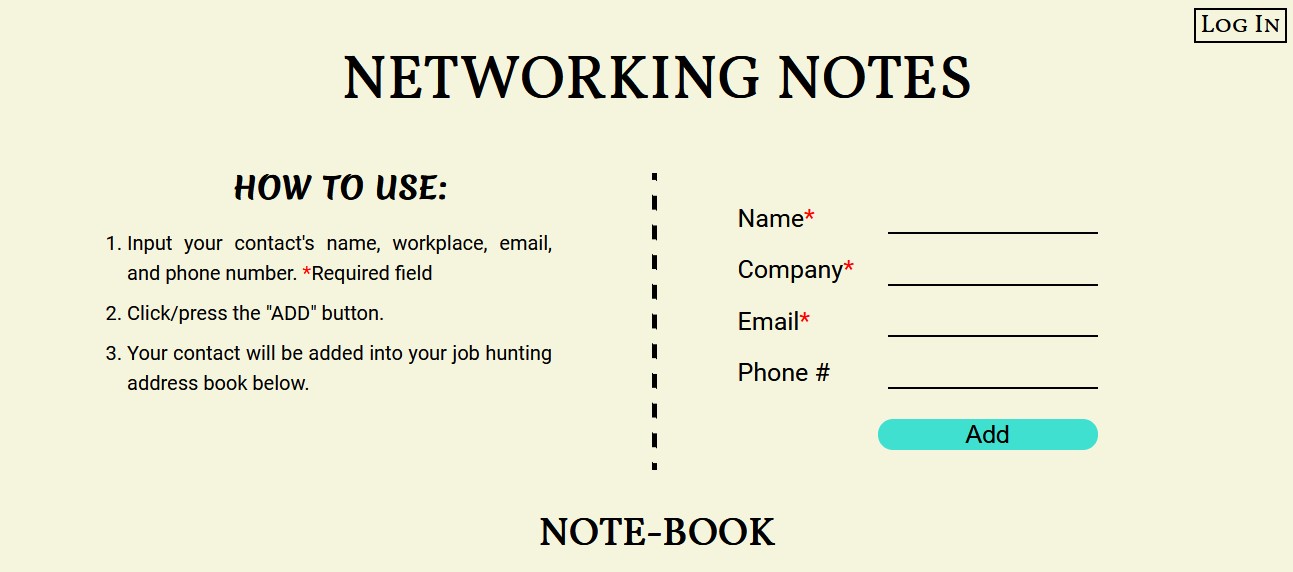 Log In
NETWORKING NOTES
HOW TO USE:
1. Input your contact's name, workplace, email,
and phone number. *Required field
2. Click/press the "ADD" button.
3. Your contact will be added into your job hunting
address book below.
Name*
Company*
Email*
Phone #
Add
NOTE-BOOK